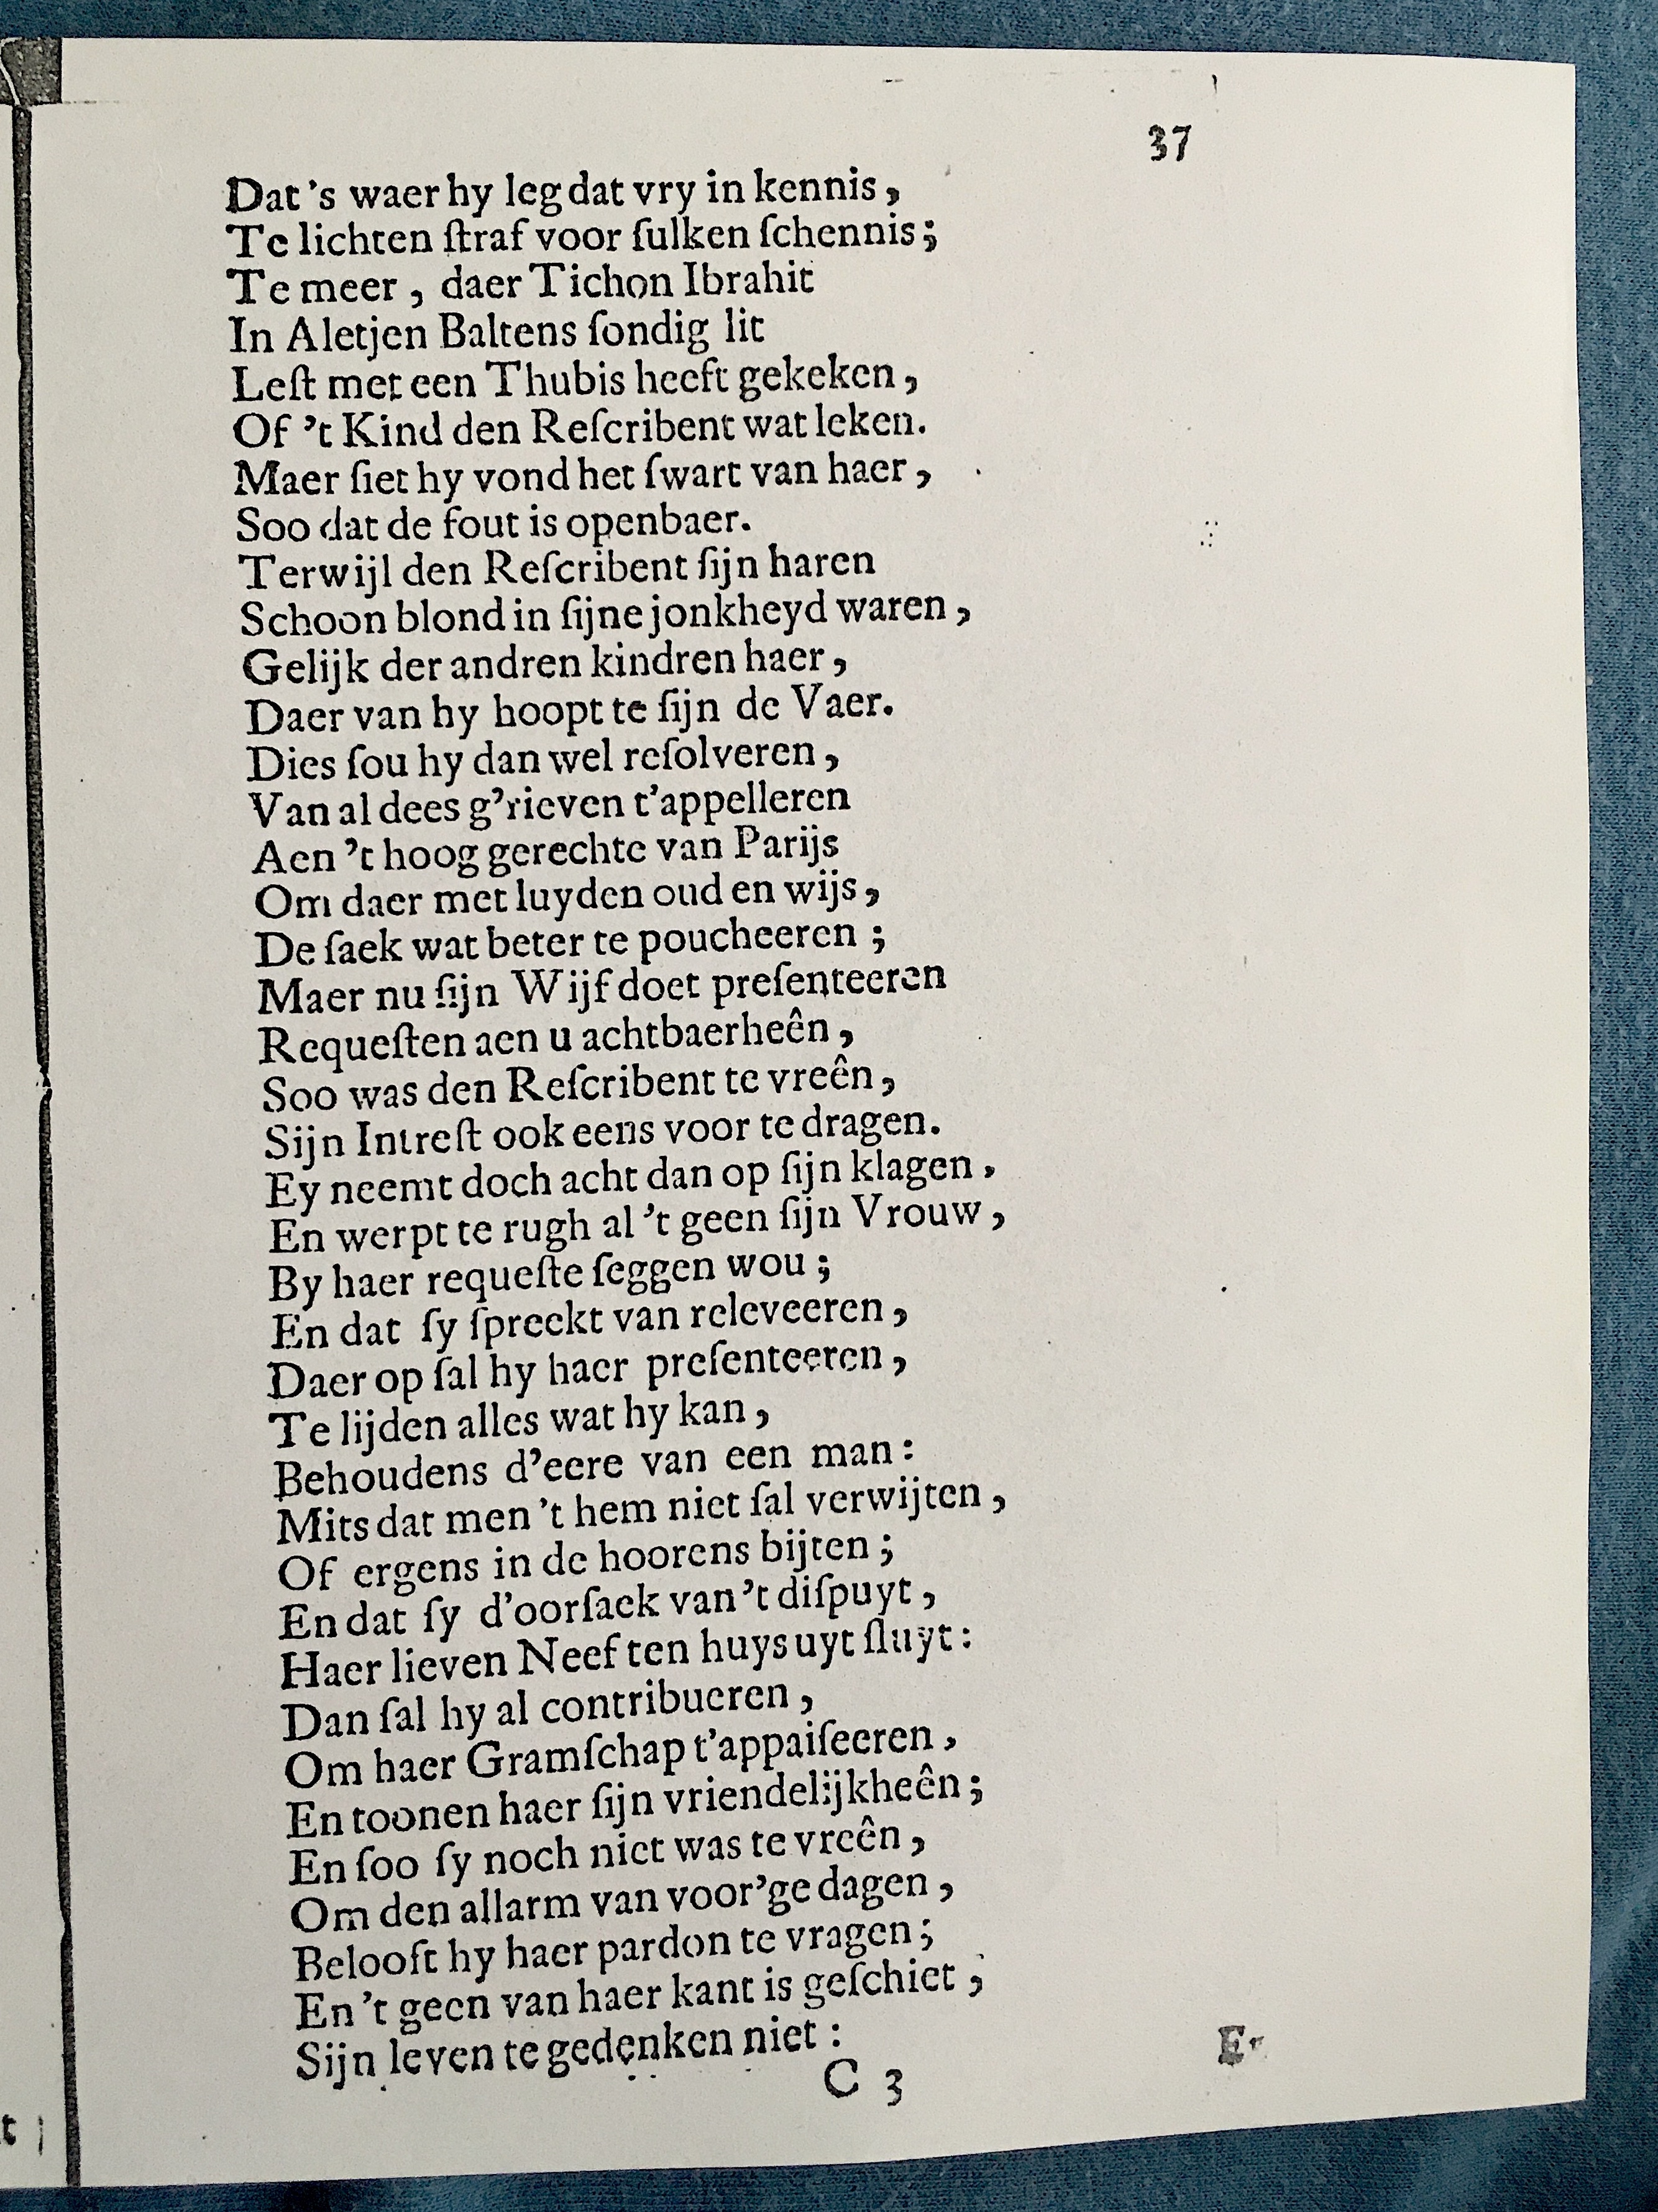 37
Dat 's waer hy leg dat vry in kennis,
Te lichten ſtraf voor ſulken ſchennis;
Te meer, daer Tichon Ibrahit
In Aletjen Baltens ſondig lit
Leſt met een Thubis heeft gekeken,
Of 't Kind den Reſcribent wat leken.
Maer ſiet hy vond het ſwart van haer,
Soo dat de fout is openbaer.
Terwijl den Reſcribent ſijn haren
Schoon blond in ſijne jonkheyd waren,
Gelijk der andren kindren haer,
Daer van hy hoopt te ſijn de Vaer.
Dies ſou hy dan wel reſolveren,
Van al dees g'rieven t'appelleren
Aen 't hoog gerechte van Parijs
Om daer met luyden oud en wijs,
De ſaek wat beter te poucheeren;
Maer nu ſijn Wijf doet preſenteeren
Requeſten aen u achtbaerheên,
Soo was den Reſcribent te vreên,
Sijn Intreſt ook eens voor te dragen.
Ey neemt doch acht dan op ſijn klagen,
En werpt te rugh al 't geen ſijn Vrouw,
By haer requeſte ſeggen wou;
En dat ſy ſpreekt van releveeren,
Daer op ſal hy haer preſenteeren,
Te lijden alles wat hy kan,
Behoudens d'eere van een man:
Mits dat men 't hem niet ſal verwijten,
Of ergens in de hoorens bijten;
En dat ſy d'oorſaek van 't diſpuyt,
Haer lieven Neef ten huys uyt ſluyt:
Dan ſal hy al contribueren,
Om haer Gramſchap t'appaiſeeren,
En toonen haer ſijn vriendelijkheên;
En ſoo ſy noch niet was te vreên,
Om den allarm van voor'ge dagen,
Belooft hy haer pardon te vragen;
En 't geen van haer kant is geſchiet,
Sijn leven te gedenken niet:
C 3